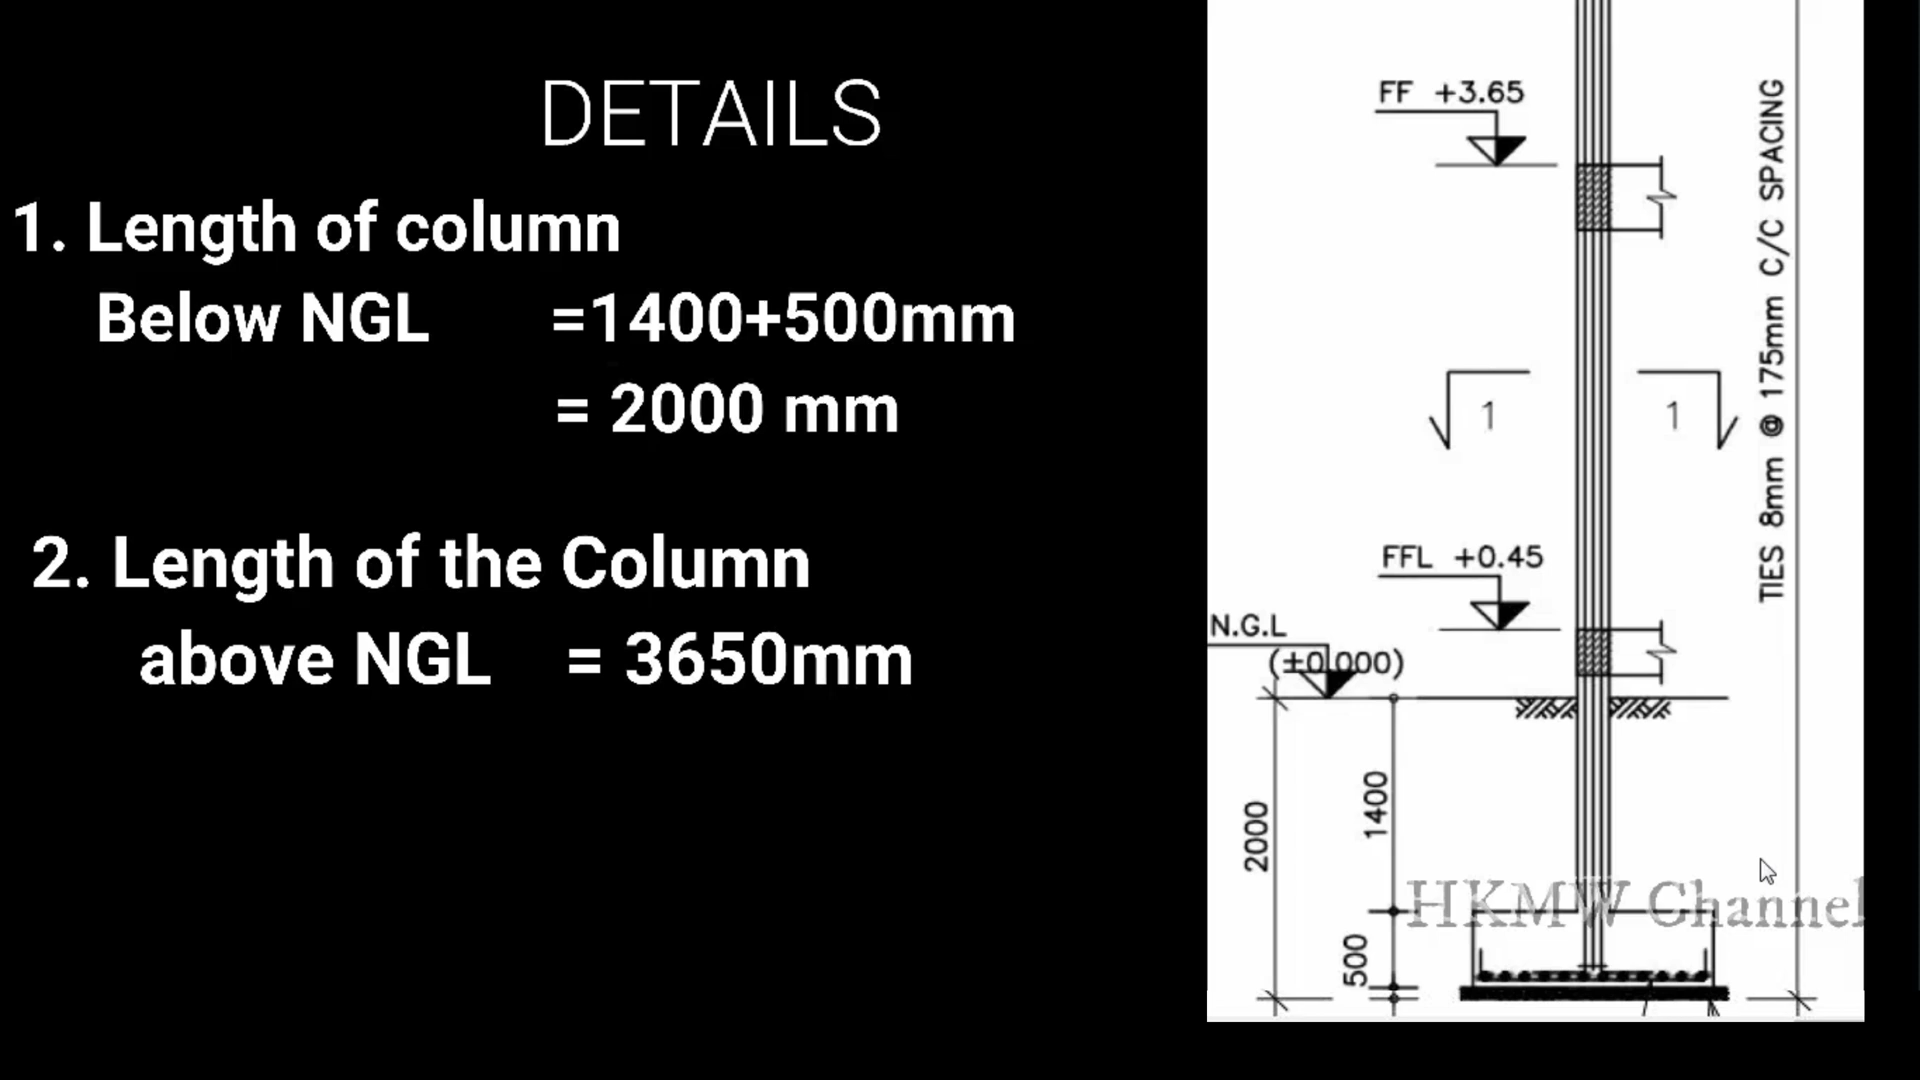 DETAILS
1. Length of column
Below NGL =1400+500mm
= 2000 mm
2. Length of the Column
above NGL = 3650mm
FF +3.65
TIES 8mm @ 175mm C/C SPACING
1 1
FFL +0.45
N.G.L
(±0.000)
2000
1400
500
HKMW Channel